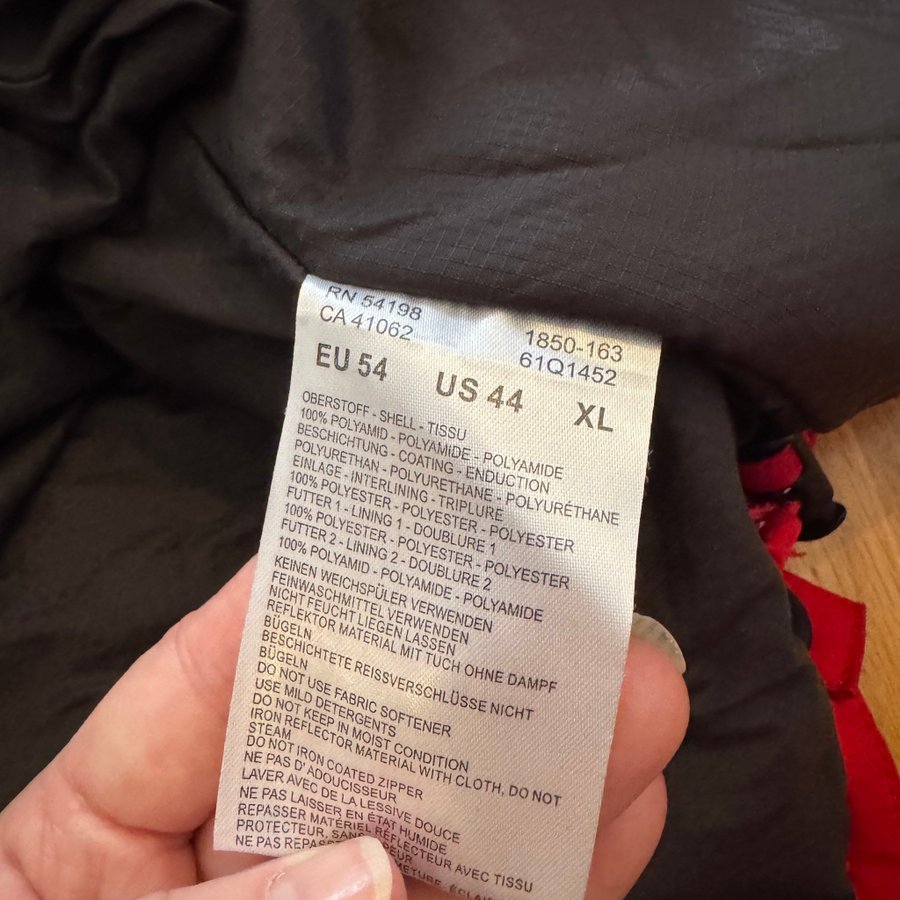 RN 54198
CA 41062
1850-163
61Q1452
EU 54 US 44 XL
OBERSTOFF - SHELL - TISSU
100% POLYAMID - POLYAMIDE - POLYAMIDE
BESCHICHTUNG - COATING - ENDUCTION
POLYURETHAN - POLYURETHANE - POLYURÉTHANE
EINLAGE - INTERLINING - TRIPLURE
100% POLYESTER - POLYESTER - POLYESTER
FUTTER 1 - LINING 1 - DOUBLURE 1
100% POLYESTER - POLYESTER - POLYESTER
FUTTER 2 - LINING 2 - DOUBLURE 2
100% POLYAMID - POLYAMIDE - POLYAMIDE
KEINEN WEICHSPÜLER VERWENDEN
FEINWASCHMITTEL VERWENDEN
NICHT FEUCHT LIEGEN LASSEN
REFLEKTOR MATERIAL MIT TUCH OHNE DAMPF
BÜGELN
BESCHICHTETE REISSVERSCHLÜSSE NICHT
BÜGELN
DO NOT USE FABRIC SOFTENER
USE MILD DETERGENTS
DO NOT KEEP IN MOIST CONDITION
IRON REFLECTOR MATERIAL WITH CLOTH, DO NOT
STEAM
DO NOT IRON COATED ZIPPER
NE PAS D'ADOUCISSEUR
LAVER AVEC DE LA LESSIVE DOUCE
NE PAS LAISSER EN ÉTAT HUMIDE
REPASSER MATÉRIEL RÉFLECTEUR AVEC TISSU
PROTECTEUR, SANS
NE PAS